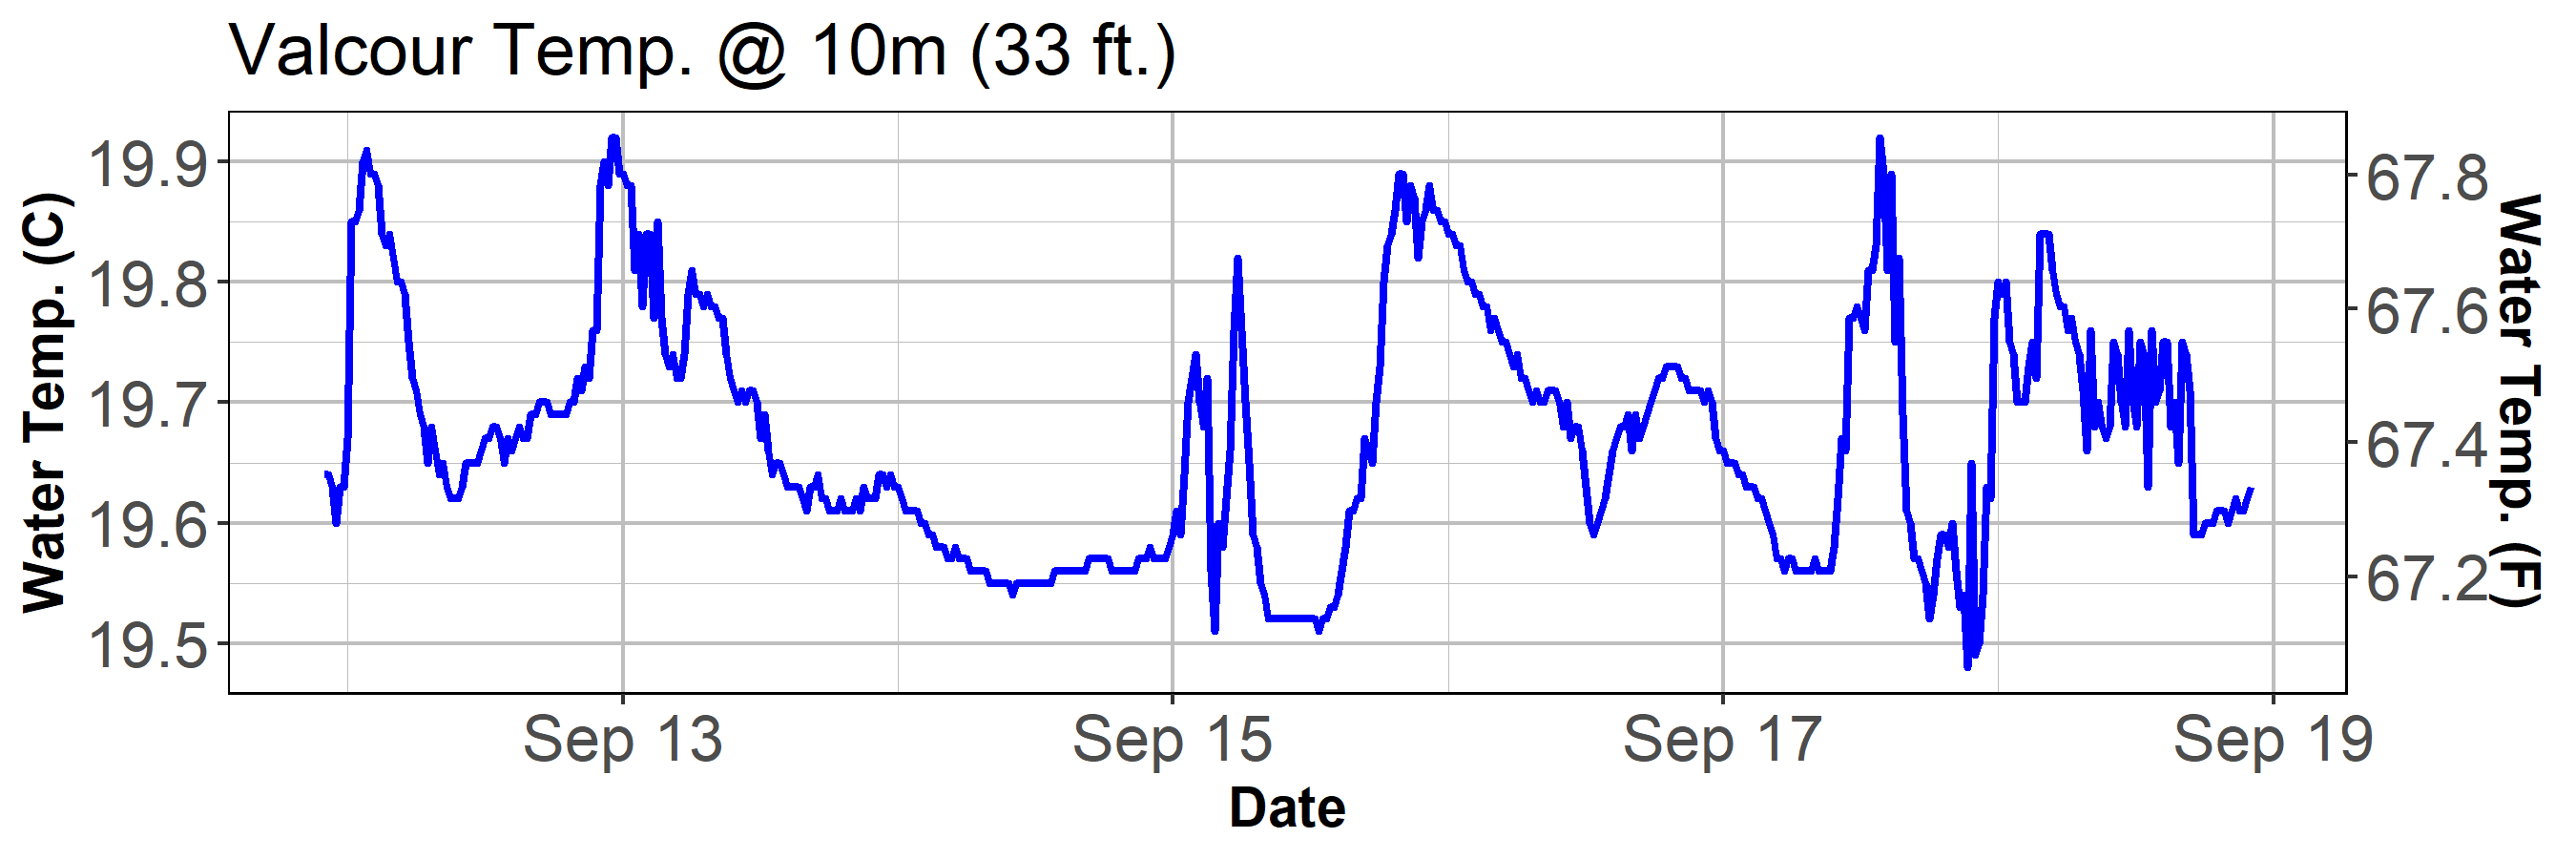 Valcour Temp. @ 10m (33 ft.)
Water Temp. (C)
19.9
19.8
19.7
19.6
19.5
67.8
67.6
67.4
67.2
Water Temp. (F)
Sep 13
Sep 15
Sep 17
Sep 19
Date